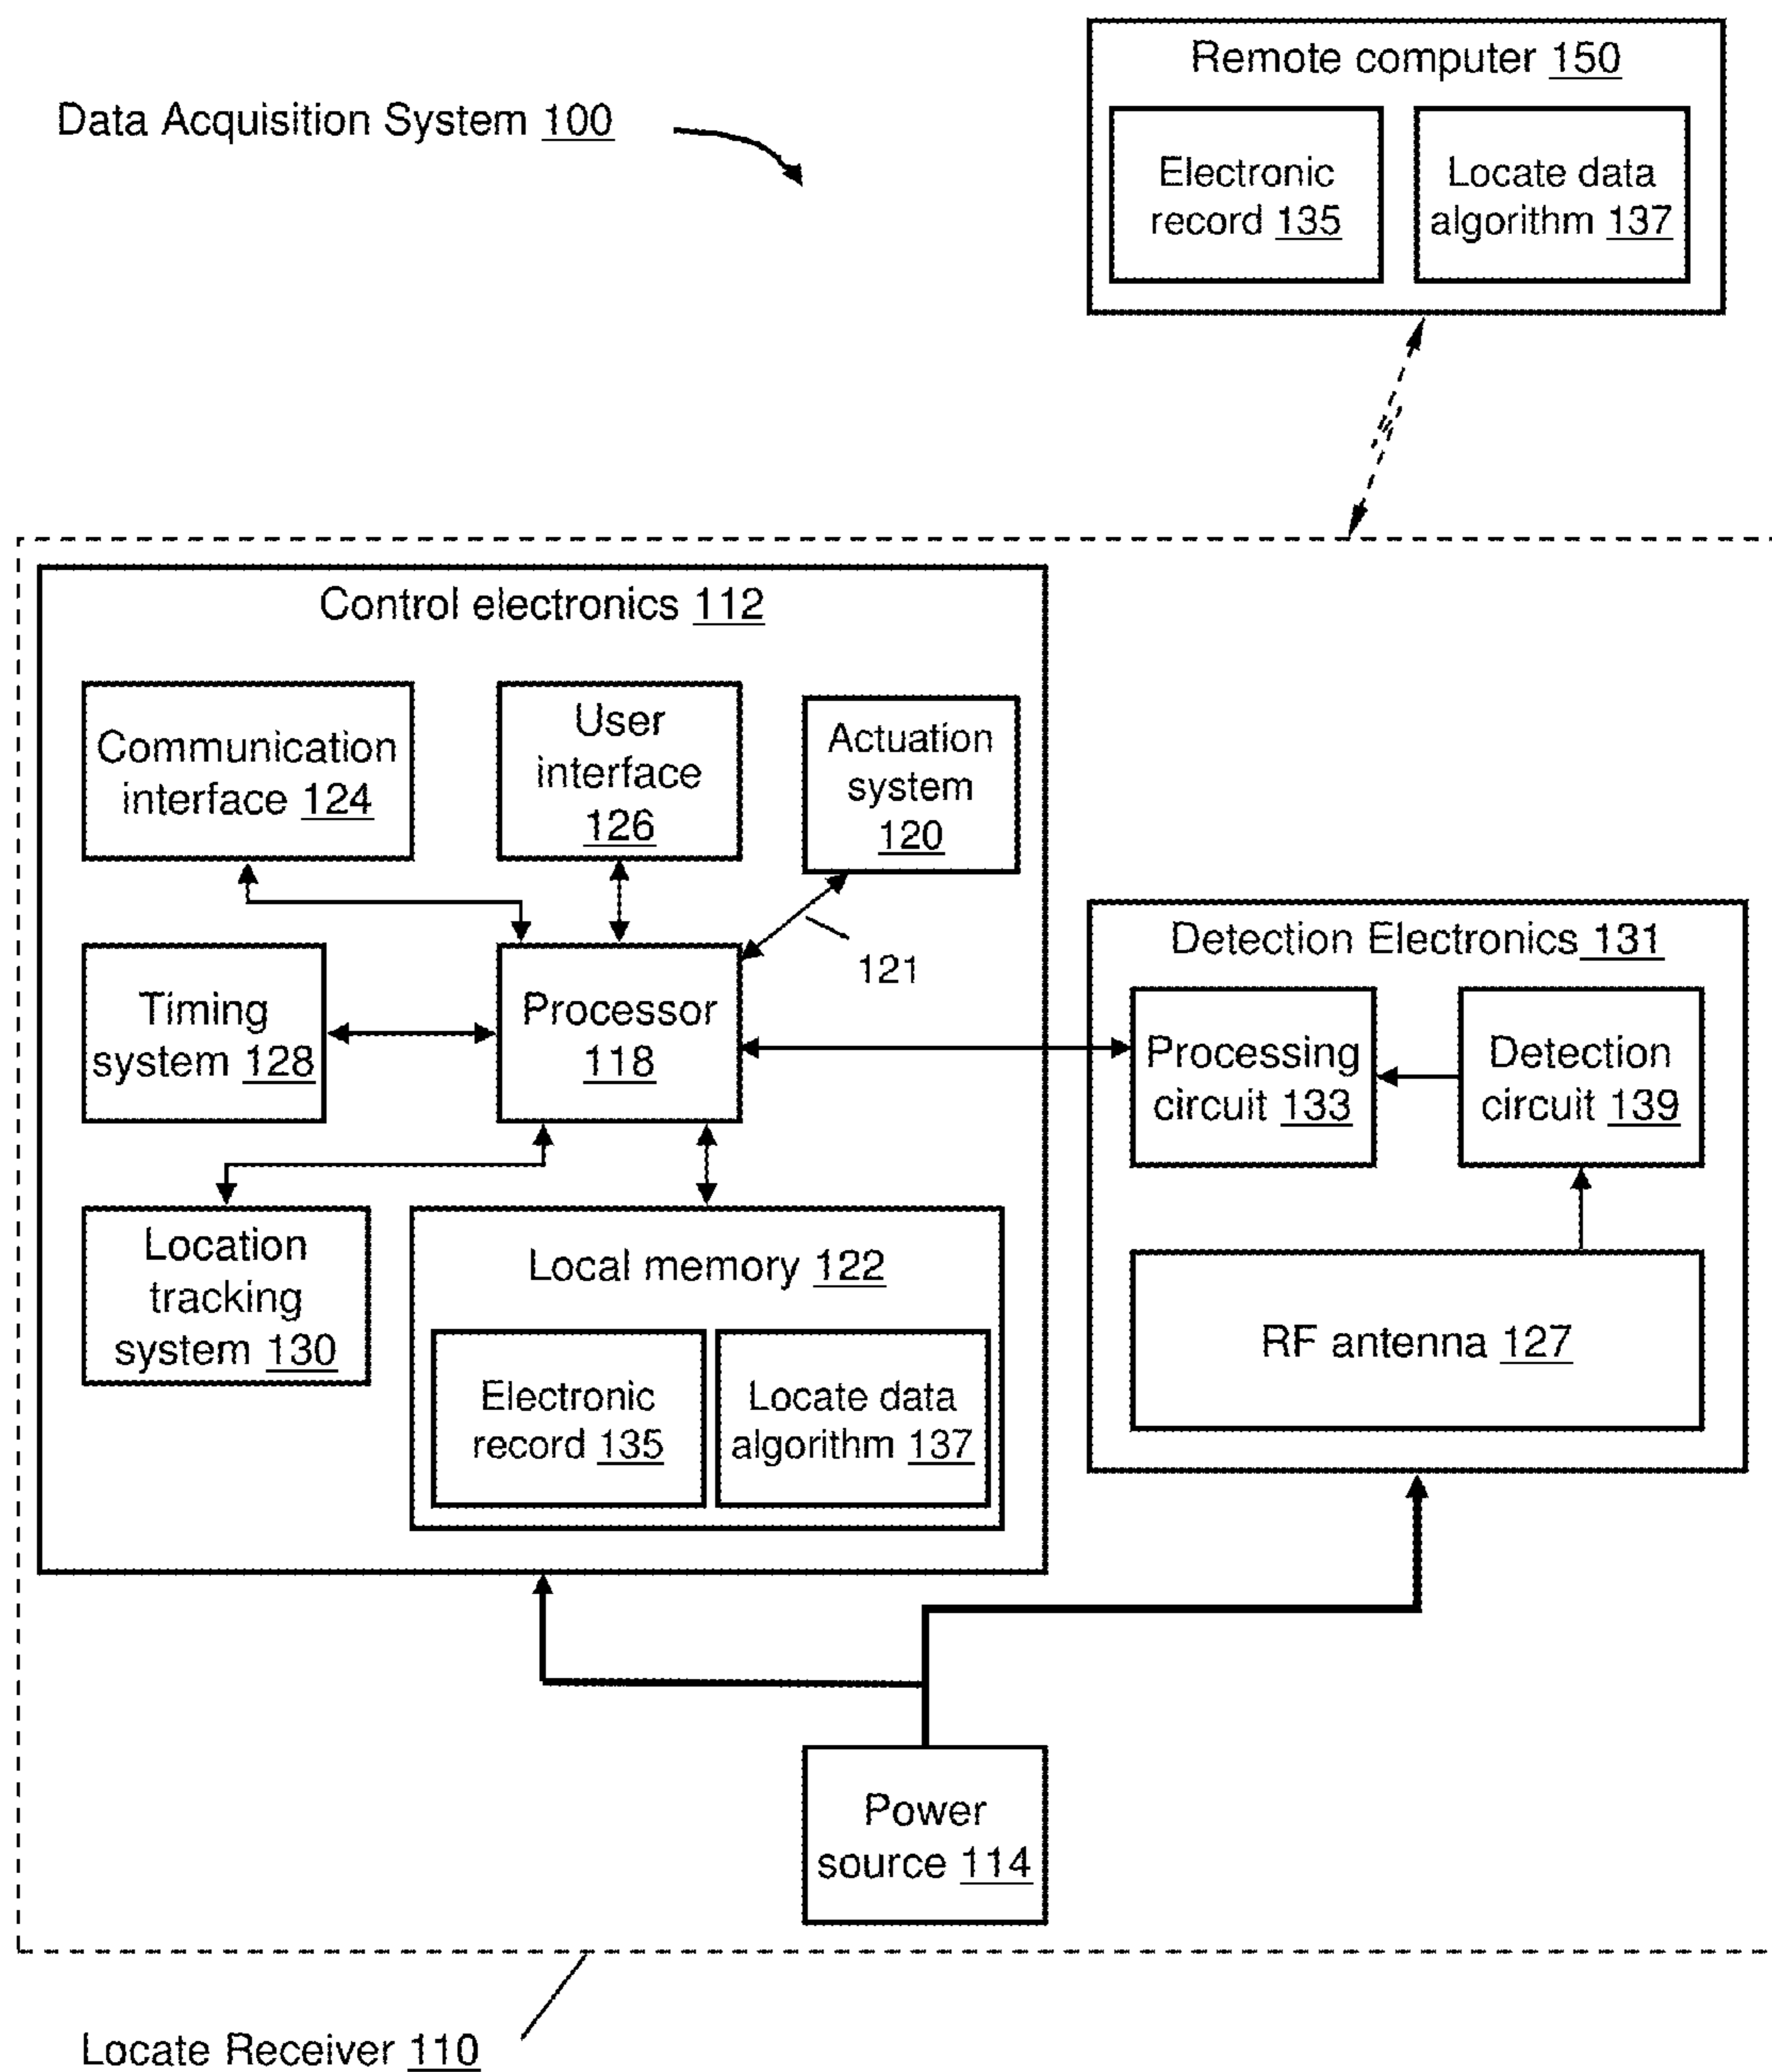 Data Acquisition System 100
Remote computer 150
Electronic
record 135
Locate data
algorithm 137
Control electronics 112
Communication
interface 124
User
interface
126
Actuation
system
120
121
Timing
system 128
Processor
118
Location
tracking
system 130
Local memory 122
Electronic
record 135
Locate data
algorithm 137
Detection Electronics 131
Processing
circuit 133
Detection
circuit 139
RF antenna 127
Power
source 114
Locate Receiver 110